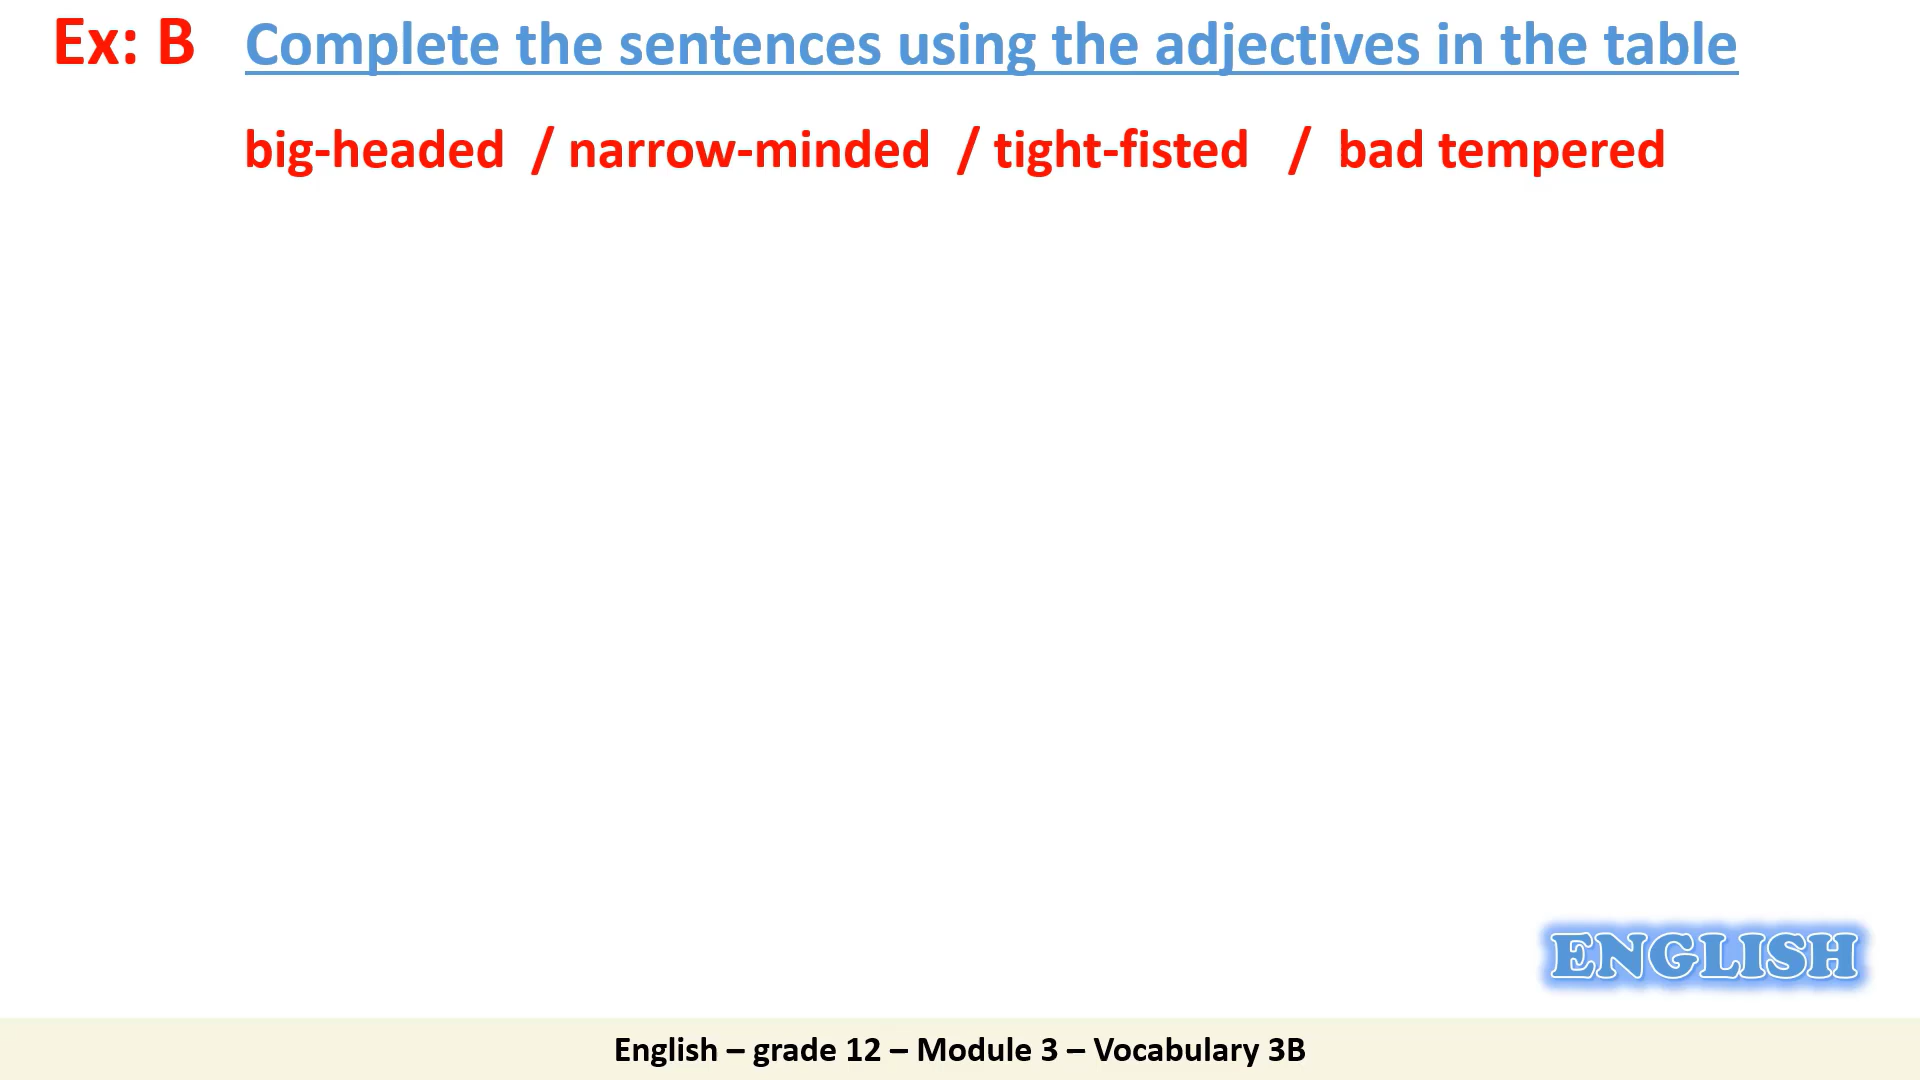 Ex: B Complete the sentences using the adjectives in the table
big-headed / narrow-minded / tight-fisted / bad tempered
ENGLISH
English – grade 12 – Module 3 – Vocabulary 3B